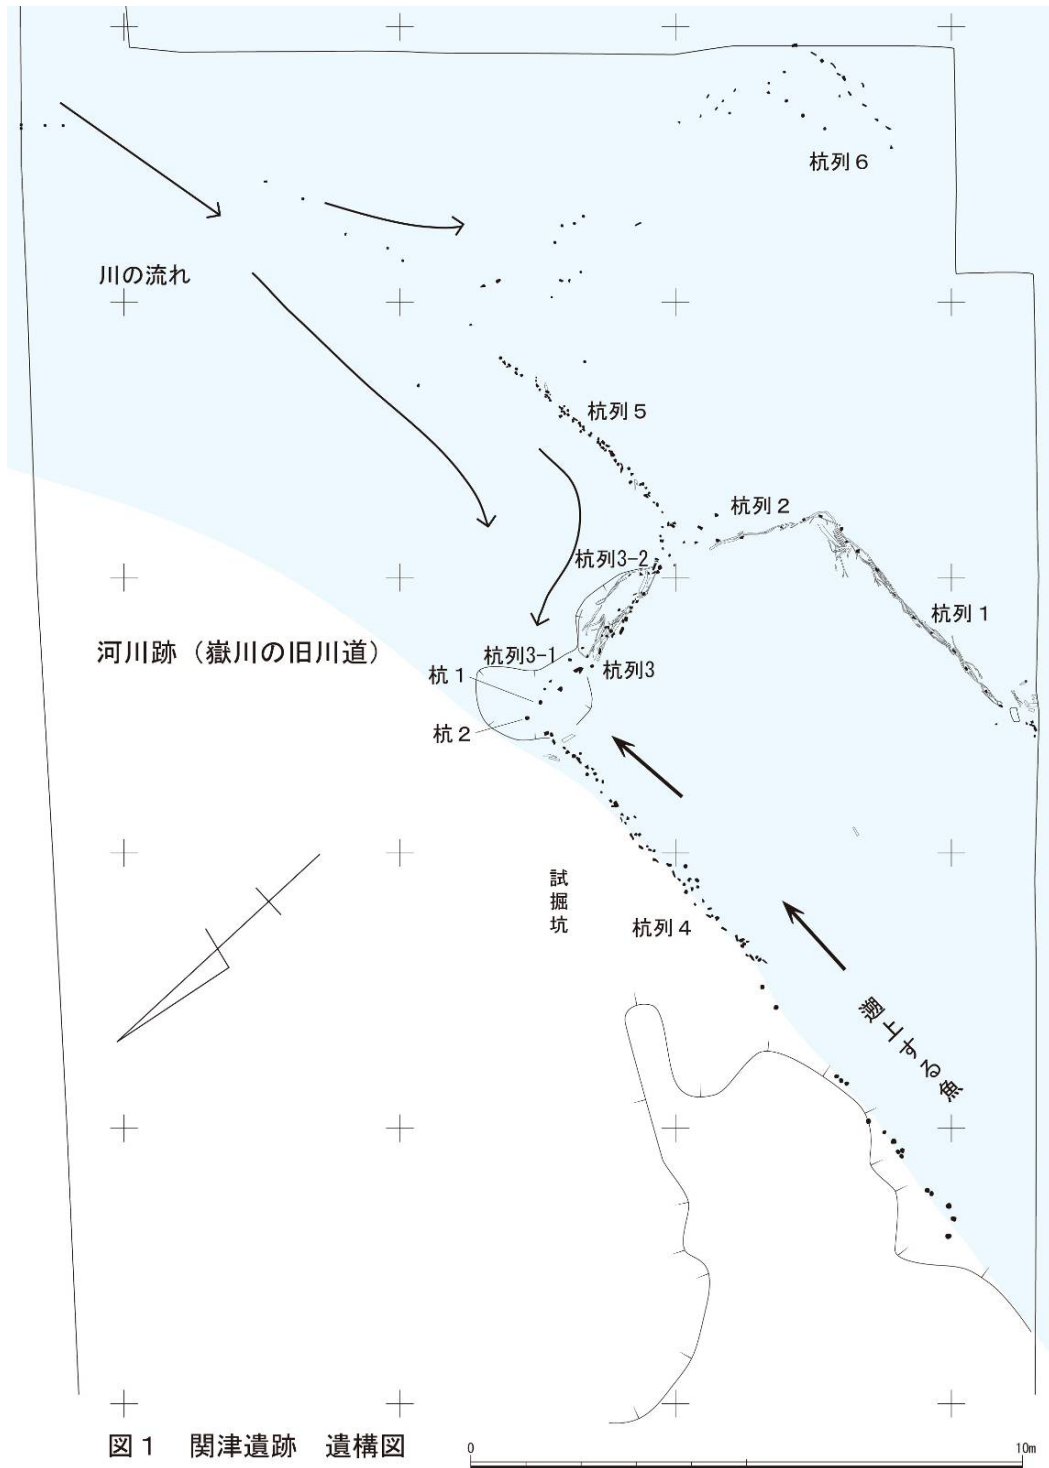 杭列６
川の流れ
杭列５
杭列２
杭列3-2
杭列１
河川跡（嶽川の旧川道）
杭列3-1
杭列3
杭１
杭２
試掘坑
杭列４
遡上する魚
図１　関津遺跡　遺構図
0
10m